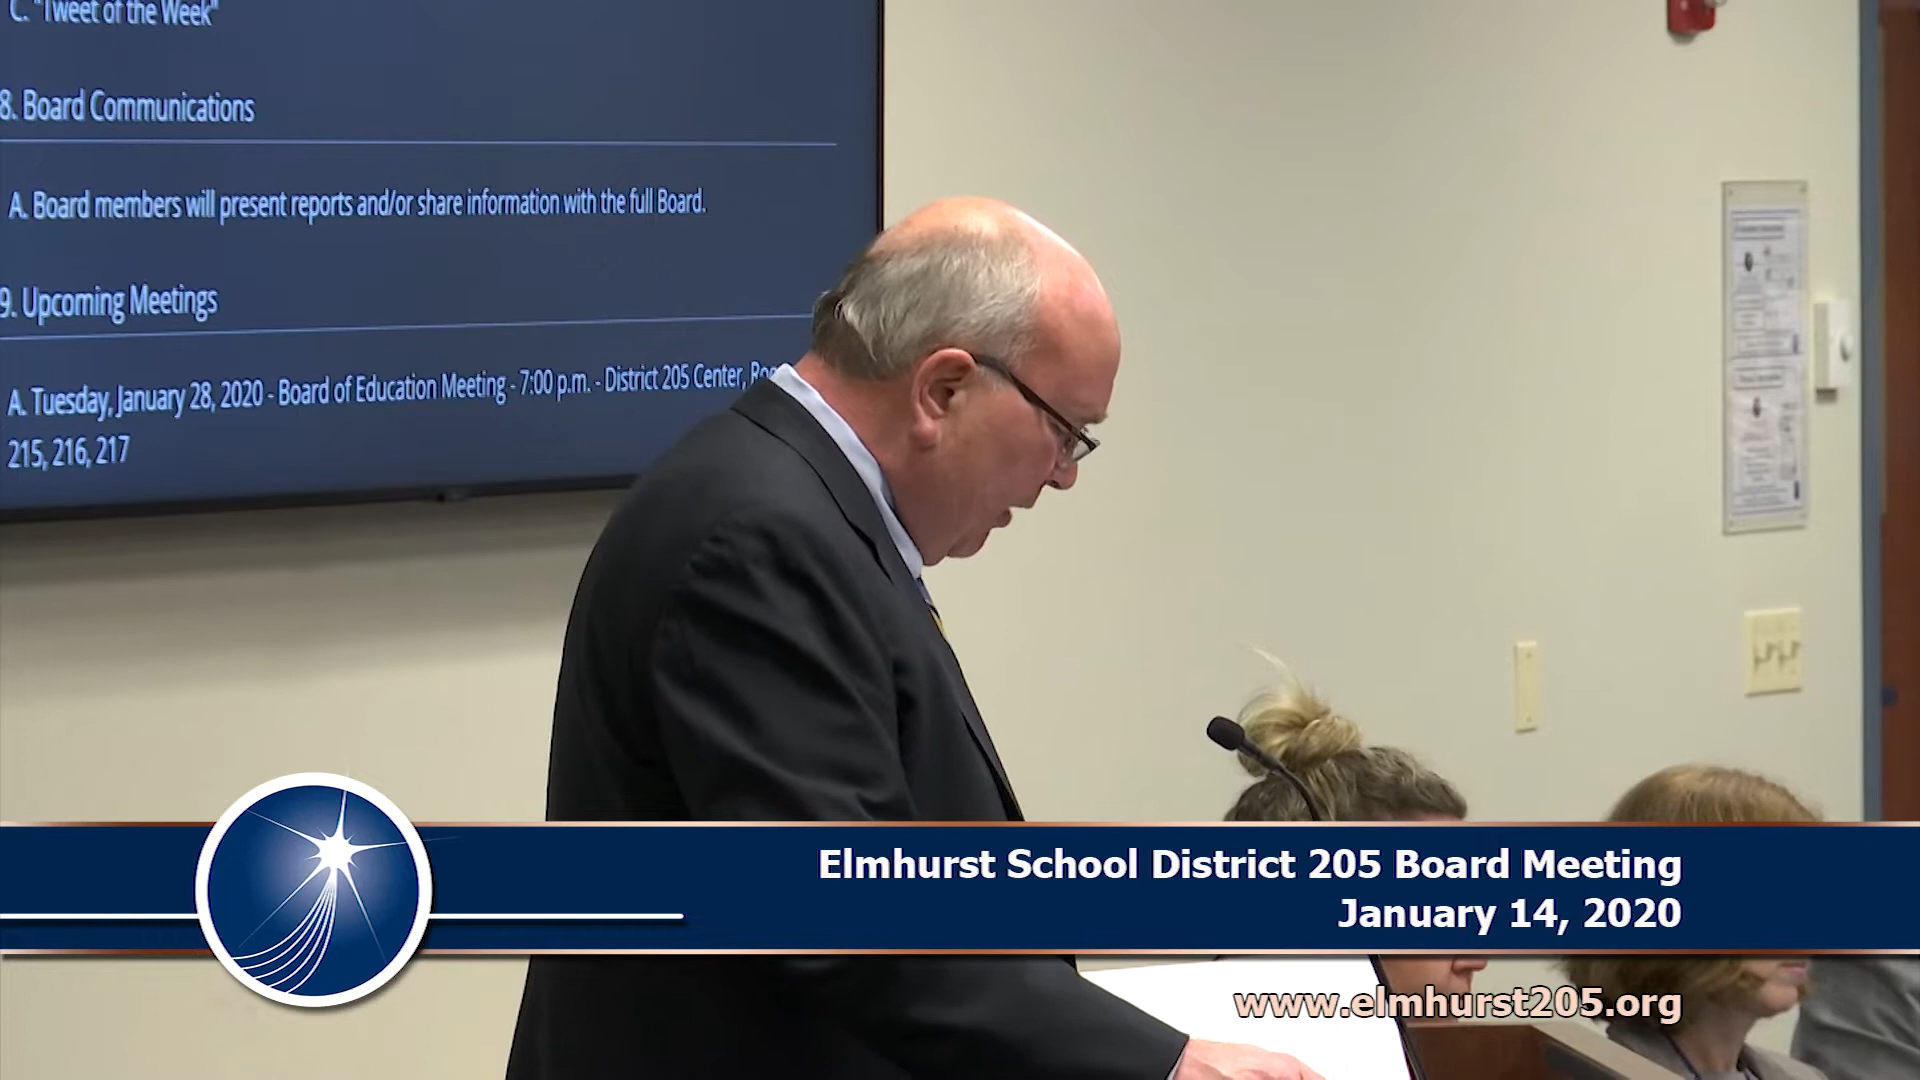 C. "Tweet of the Week"
8. Board Communications
A. Board members will present reports and/or share information with the full Board.
9. Upcoming Meetings
A. Tuesday, January 28, 2020 - Board of Education Meeting - 7:00 p.m. - District 205 Center,
215, 216, 217
Elmhurst School District 205 Board Meeting
January 14, 2020
www.elmhurst205.org